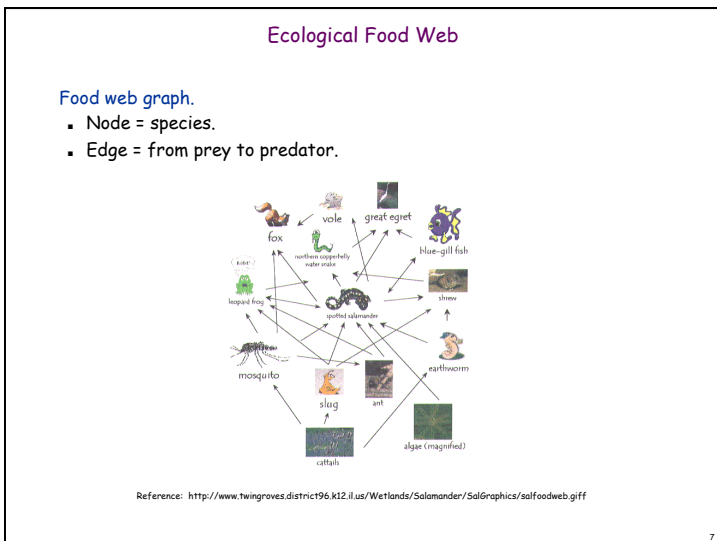 Ecological Food Web
Food web graph.
▪ Node = species.
▪ Edge = from prey to predator.
vole
great egret
fox
northern copperbelly
water snake
blue-gill fish
leopard frog
spotted salamander
shrew
mosquito
earthworm
slug
ant
cattails
algae (magnified)
Reference: http://www.twingroves.district96.k12.il.us/Wetlands/Salamander/SalGraphics/salfoodweb.giff
7